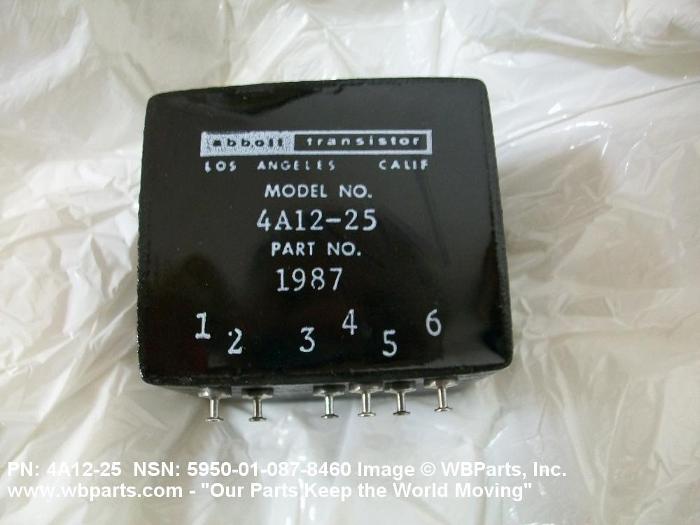 abbott transistor
LOS ANGELES CALIF
MODEL NO.
4A12-25
PART NO.
1987
1 2 3 4 5 6
PN: 4A12-25 NSN: 5950-01-087-8460 Image © WBParts, Inc.
www.wbparts.com - "Our Parts Keep the World Moving"